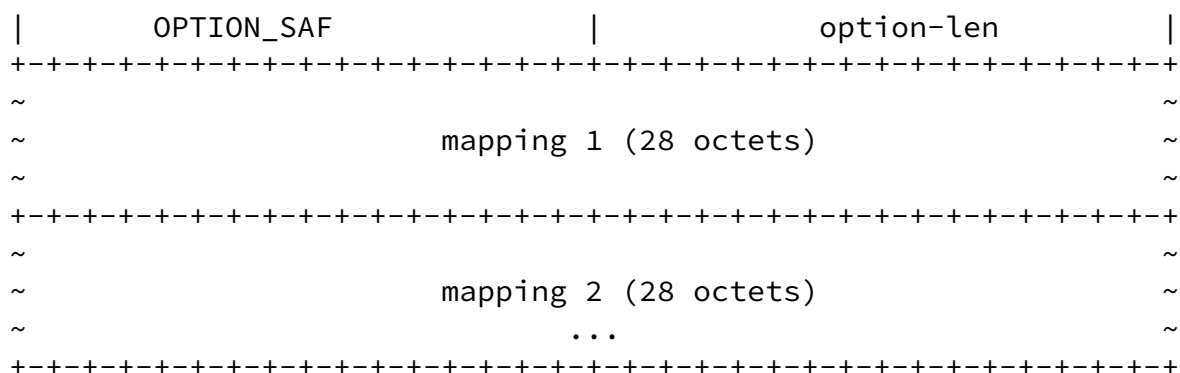 |       OPTION_SAF              |            option-len         |
+-+-+-+-+-+-+-+-+-+-+-+-+-+-+-+-+-+-+-+-+-+-+-+-+-+-+-+-+-+-+-+-+
~                                                               ~
~                       mapping 1 (28 octets)                   ~
~                                                               ~
+-+-+-+-+-+-+-+-+-+-+-+-+-+-+-+-+-+-+-+-+-+-+-+-+-+-+-+-+-+-+-+-+
~                                                               ~
~                       mapping 2 (28 octets)                   ~
~                              ...                              ~
+-+-+-+-+-+-+-+-+-+-+-+-+-+-+-+-+-+-+-+-+-+-+-+-+-+-+-+-+-+-+-+-+